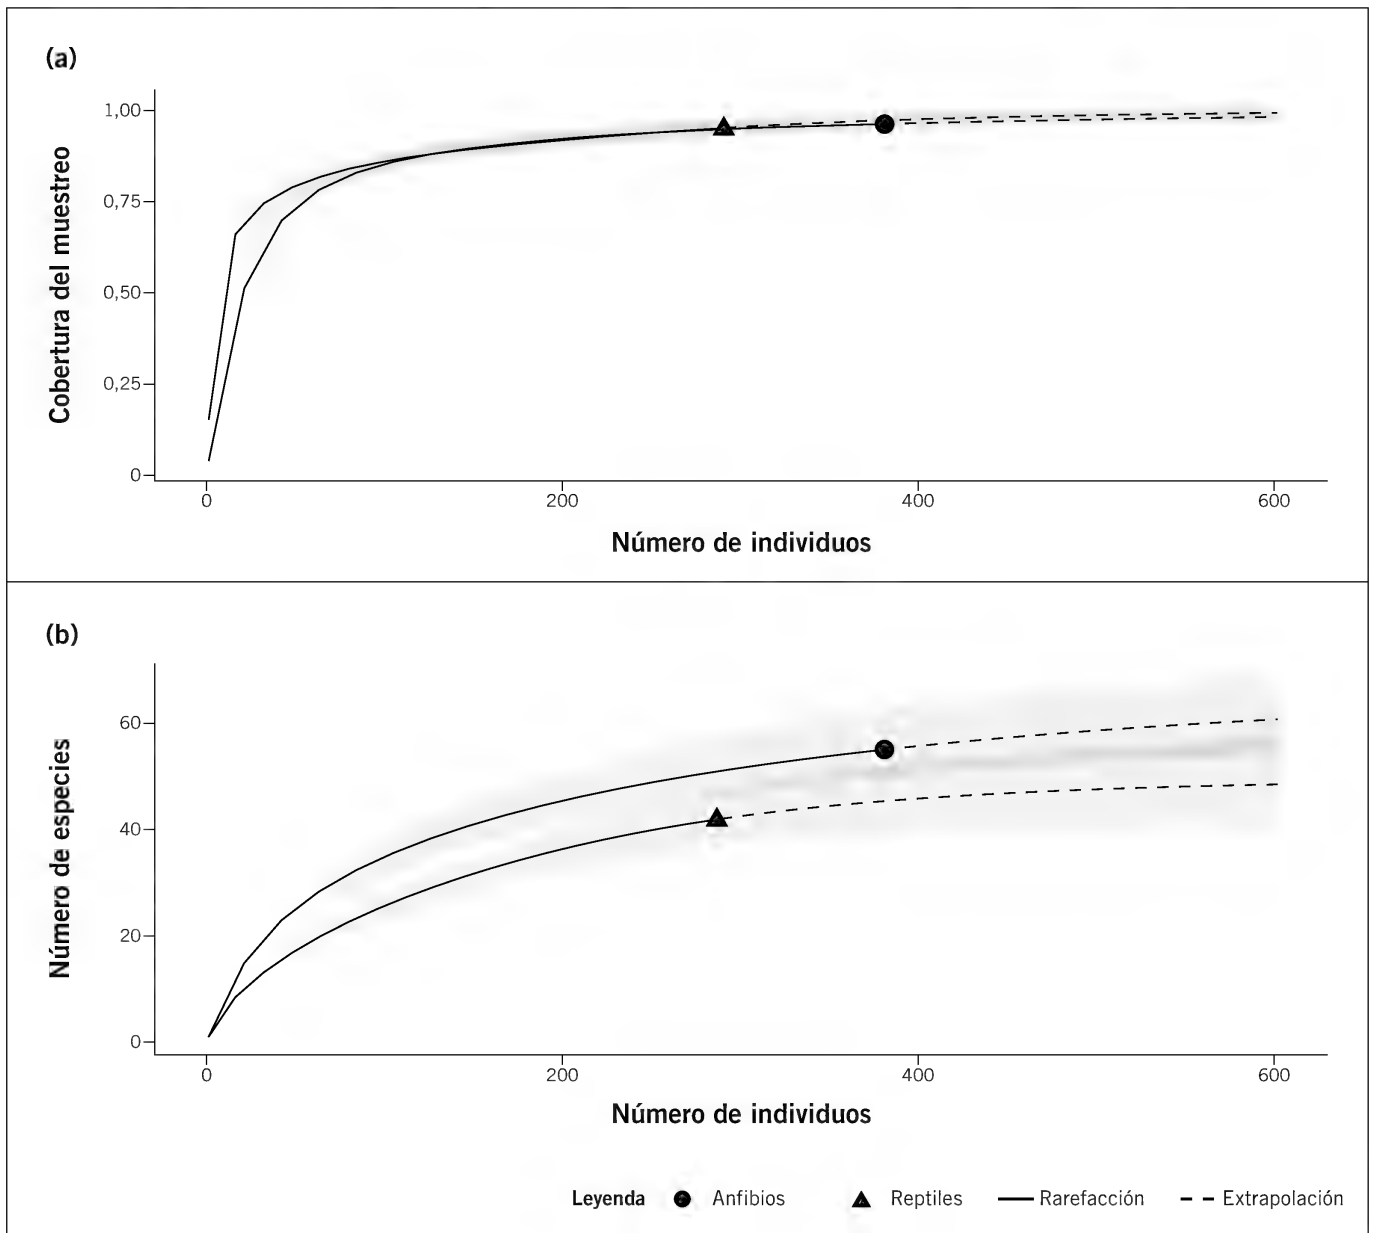 (a)
1,00
0,75
0,50
0,25
0
Cobertura del muestreo
0 200 400 600
Número de individuos
(b)
60
40
20
0
Número de especies
0 200 400 600
Número de individuos
Leyenda Anfibios Reptiles Rarefacción Extrapolación